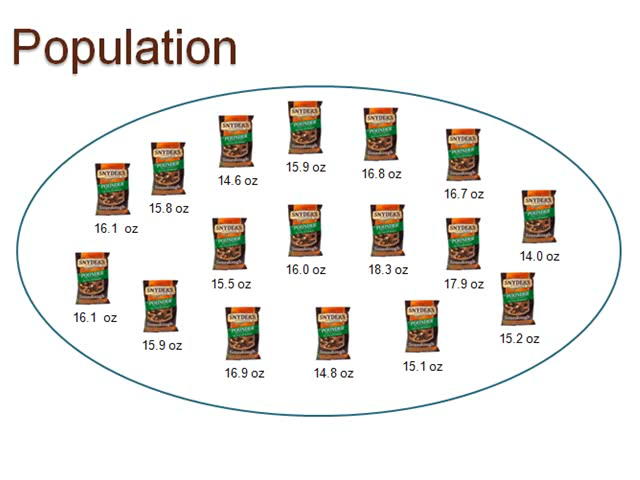 Population
14.6 oz
15.9 oz
16.8 oz
16.7 oz
15.8 oz
16.1 oz
14.0 oz
15.5 oz
16.0 oz
18.3 oz
17.9 oz
16.1 oz
15.9 oz
16.9 oz
14.8 oz
15.1 oz
15.2 oz
SNYDER'S
POUNDER